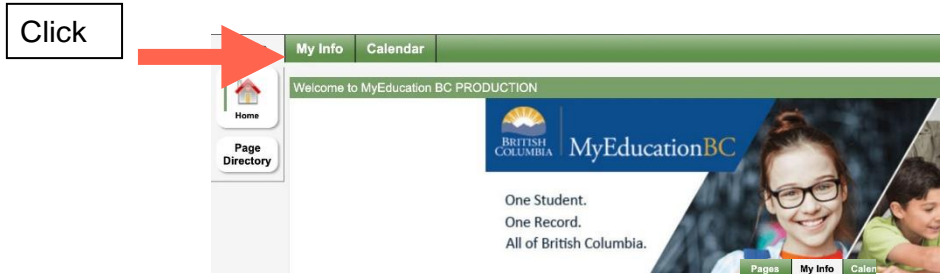 Click
My Info Calendar
Welcome to MyEducation BC PRODUCTION
Home
Page
Directory
BRITISH
COLUMBIA
MyEducationBC
One Student.
One Record.
All of British Columbia.
Pages My Info